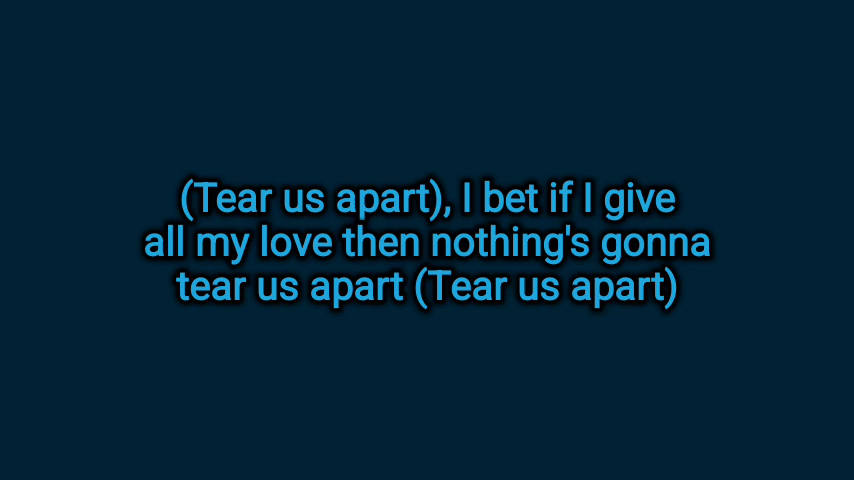 (Tear us apart), I bet if I give
all my love then nothing's gonna
tear us apart (Tear us apart)